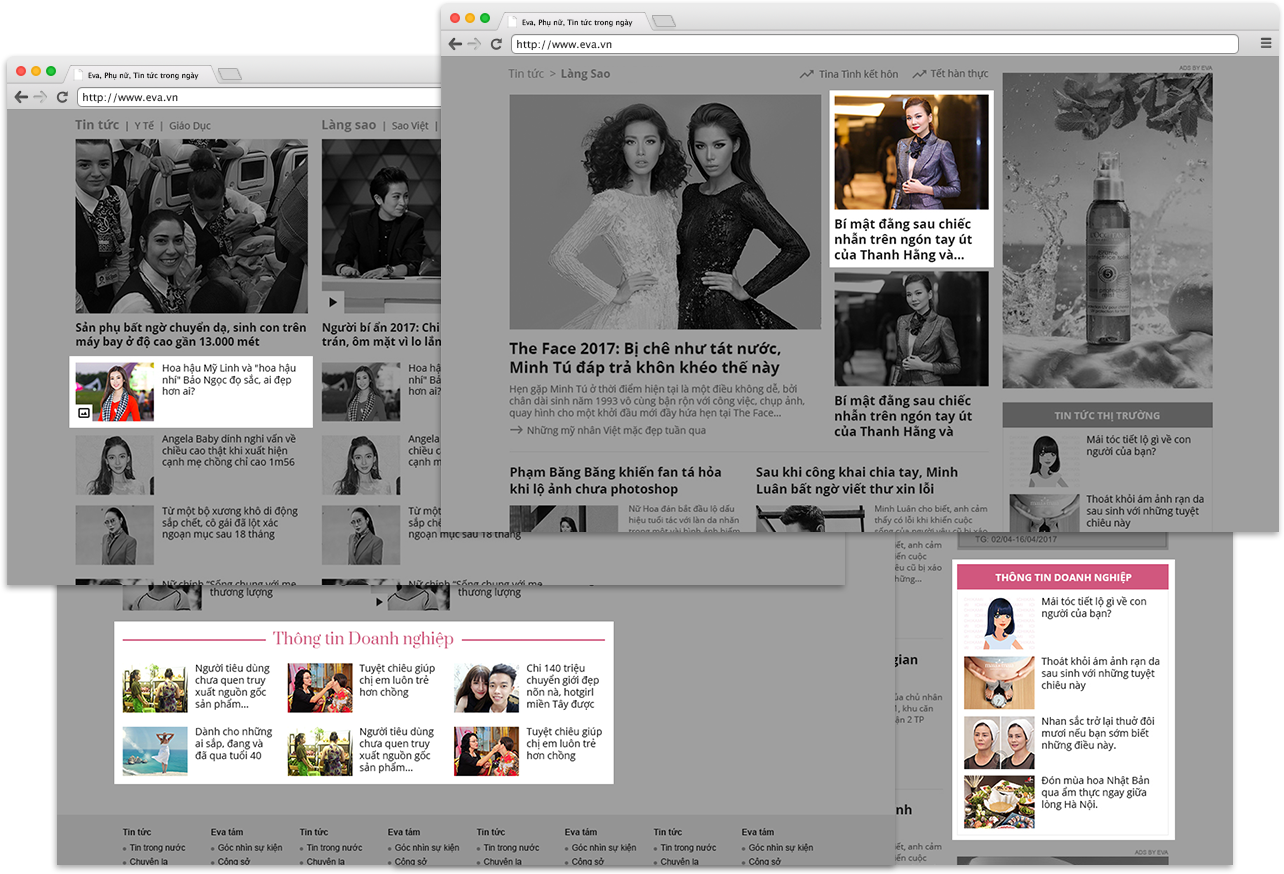 Eva, Phụ nữ, Tin tức trong ngày
http://www.eva.vn
Tin tức | Y Tế | Giáo Dục
Làng sao | Sao Việt |
Sản phụ bất ngờ chuyển dạ, sinh con trên
máy bay ở độ cao gần 13.000 mét
Người bí ẩn 2017: Chi
trán, ôm mặt vì lo lắn
Hoa hậu Mỹ Linh và "hoa hậu
nhí" Bảo Ngọc đọ sắc, ai đẹp
hơn ai?
Hoa hậ
nhí" Bả
hơn ai?
Angela Baby dính nghi vấn về
chiều cao thật khi xuất hiện
cạnh mẹ chồng chỉ cao 1m56
Angela
chiều c
cạnh m
Từ một bộ xương khô di động
sắp chết, cô gái đã lột xác
ngoạn mục sau 18 tháng
Từ một
sắp chế
ngoạn mục sau 18 tháng
Nữ chính "Sống chung với mẹ
Nữ chính "Sống chung với mẹ
thương lượng
thương lượng
Eva, Phụ nữ, Tin tức trong ngày
http://www.eva.vn
Tin tức > Làng Sao
Tina Tình kết hôn
Tết hàn thực
ADS BY EVA
The Face 2017: Bị chê như tát nước,
Minh Tú đáp trả khôn khéo thế này
Hẹn gặp Minh Tú ở thời điểm hiện tại là một điều không dễ, bởi
chân dài sinh năm 1993 vô cùng bận rộn với công việc, chụp ảnh,
quay hình cho một khởi đầu mới đầy hứa hẹn tại The Face...
Những mỹ nhân Việt mặc đẹp tuần qua
Bí mật đằng sau chiếc
nhẫn trên ngón tay út
của Thanh Hằng và...
Bí mật đằng sau chiếc
nhẫn trên ngón tay út
của Thanh Hằng và
Phạm Băng Băng khiến fan tá hỏa
khi lộ ảnh chưa photoshop
Nữ Hoa đán bắt đầu lộ dấu
hiệu tuổi tác với làn da nhăn
trong một vài hình ảnh hiếm
Sau khi công khai chia tay, Minh
Luân bất ngờ viết thư xin lỗi
Minh Luân cho biết, anh cảm
thấy có lỗi khi khiến cuộc
sống của người yêu cũ bị xáo
5
TIN TỨC THỊ TRƯỜNG
Mái tóc tiết lộ gì về con
người của bạn?
Thoát khỏi ám ảnh rạn da
sau sinh với những tuyệt
chiêu này
TG: 02/04-16/04/2017
iết, anh cảm
iến cuộc
êu cũ bị xáo
hững...
gian
ủa chủ nhân
1, khu căn
ận 2 TP
nh
iết, anh cảm
iến cuộc
THÔNG TIN DOANH NGHIỆP
Mái tóc tiết lộ gì về con
người của bạn?
Thoát khỏi ám ảnh rạn da
sau sinh với những tuyệt
chiêu này
Nhan sắc trở lại thuở đôi
mươi nếu bạn sớm biết
những điều này.
Đón mùa hoa Nhật Bản
qua ẩm thực ngay giữa
lòng Hà Nội.
ADS BY EVA
Thông tin Doanh nghiệp
Người tiêu dùng
chưa quen truy
xuất nguồn gốc
sản phẩm...
Tuyệt chiêu giúp
chị em luôn trẻ
hơn chồng
Chi 140 triệu
chuyển giới đẹp
nõn nà, hotgirl
miền Tây được
Dành cho những
ai sắp, đang và
đã qua tuổi 40
Người tiêu dùng
chưa quen truy
xuất nguồn gốc
sản phẩm...
Tuyệt chiêu giúp
chị em luôn trẻ
hơn chồng
Tin tức Eva tám Tin tức Eva tám Tin tức Eva tám Tin tức Eva tám
Tin trong nước Góc nhìn sự kiện Tin trong nước Góc nhìn sự kiện Tin trong nước Góc nhìn sự kiện Tin trong nước Góc nhìn sự kiện
Chuyện lạ Công sở Chuyện lạ Công sở Chuyện lạ Công sở Chuyện lạ Công sở